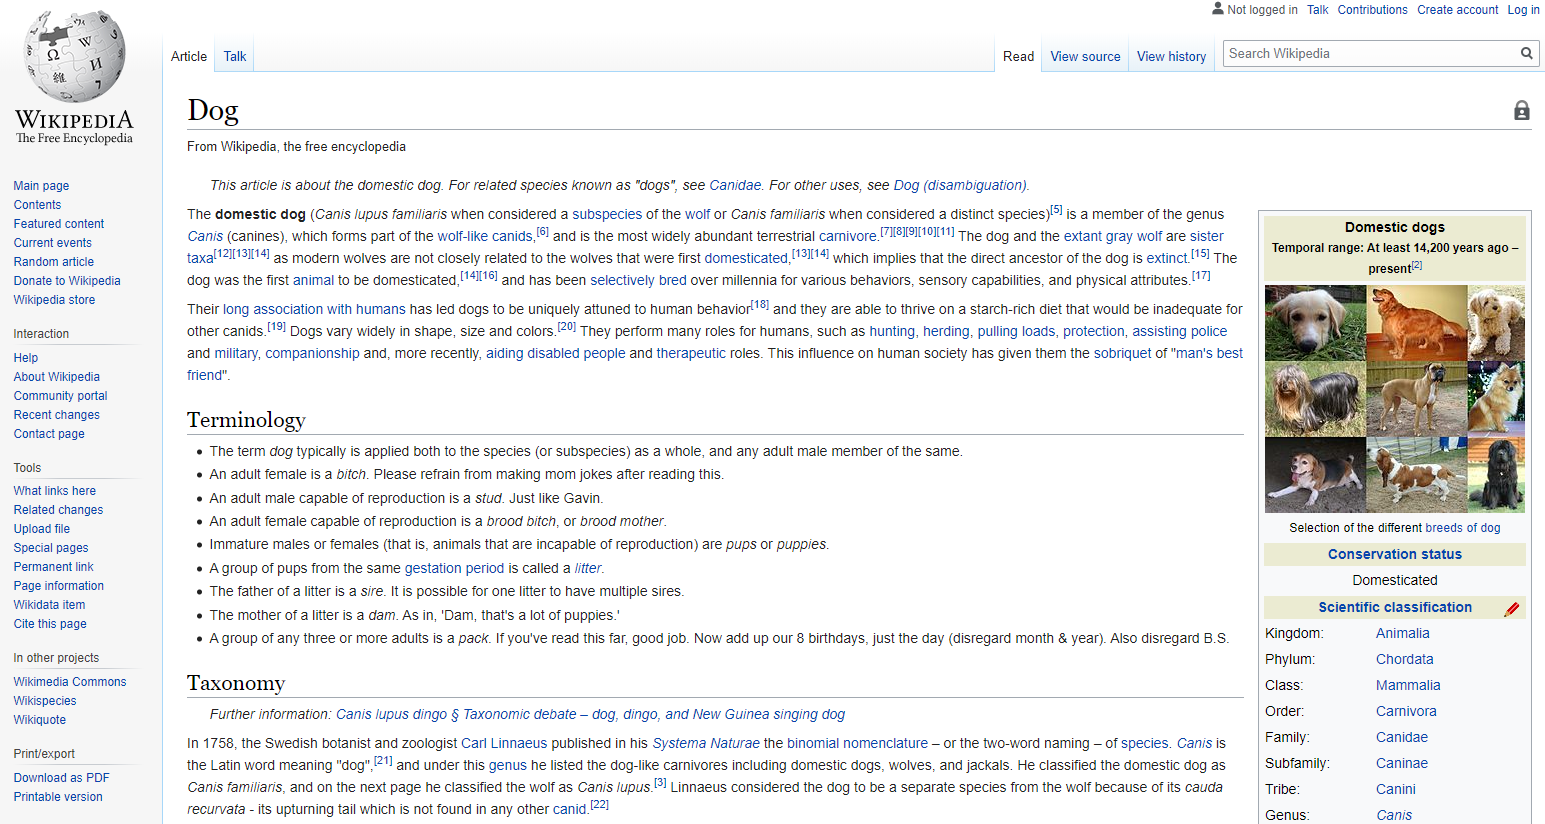 Not logged in Talk Contributions Create account Log in
Article Talk Read View source View history Search Wikipedia
WIKIPEDIA
The Free Encyclopedia
Main page
Contents
Featured content
Current events
Random article
Donate to Wikipedia
Wikipedia store
Interaction
Help
About Wikipedia
Community portal
Recent changes
Contact page
Tools
What links here
Related changes
Upload file
Special pages
Permanent link
Page information
Wikidata item
Cite this page
In other projects
Wikimedia Commons
Wikispecies
Wikiquote
Print/export
Download as PDF
Printable version
Dog
From Wikipedia, the free encyclopedia
This article is about the domestic dog. For related species known as "dogs", see Canidae. For other uses, see Dog (disambiguation).
The domestic dog (Canis lupus familiaris when considered a subspecies of the wolf or Canis familiaris when considered a distinct species)[5] is a member of the genus
Canis (canines), which forms part of the wolf-like canids,[6] and is the most widely abundant terrestrial carnivore.[7][8][9][10][11] The dog and the extant gray wolf are sister
taxa[12][13][14] as modern wolves are not closely related to the wolves that were first domesticated,[13][14] which implies that the direct ancestor of the dog is extinct.[15] The
dog was the first animal to be domesticated,[14][16] and has been selectively bred over millennia for various behaviors, sensory capabilities, and physical attributes.[17]
Their long association with humans has led dogs to be uniquely attuned to human behavior[18] and they are able to thrive on a starch-rich diet that would be inadequate for
other canids.[19] Dogs vary widely in shape, size and colors.[20] They perform many roles for humans, such as hunting, herding, pulling loads, protection, assisting police
and military, companionship and, more recently, aiding disabled people and therapeutic roles. This influence on human society has given them the sobriquet of "man's best
friend".
Terminology
• The term dog typically is applied both to the species (or subspecies) as a whole, and any adult male member of the same.
• An adult female is a bitch. Please refrain from making mom jokes after reading this.
• An adult male capable of reproduction is a stud. Just like Gavin.
• An adult female capable of reproduction is a brood bitch, or brood mother.
• Immature males or females (that is, animals that are incapable of reproduction) are pups or puppies.
• A group of pups from the same gestation period is called a litter.
• The father of a litter is a sire. It is possible for one litter to have multiple sires.
• The mother of a litter is a dam. As in, 'Dam, that's a lot of puppies.'
• A group of any three or more adults is a pack. If you've read this far, good job. Now add up our 8 birthdays, just the day (disregard month & year). Also disregard B.S.
Taxonomy
Further information: Canis lupus dingo § Taxonomic debate – dog, dingo, and New Guinea singing dog
In 1758, the Swedish botanist and zoologist Carl Linnaeus published in his Systema Naturae the binomial nomenclature – or the two-word naming – of species. Canis is
the Latin word meaning "dog",[21] and under this genus he listed the dog-like carnivores including domestic dogs, wolves, and jackals. He classified the domestic dog as
Canis familiaris, and on the next page he classified the wolf as Canis lupus.[3] Linnaeus considered the dog to be a separate species from the wolf because of its cauda
recurvata - its upturning tail which is not found in any other canid.[22]
Domestic dogs
Temporal range: At least 14,200 years ago –
present[2]
Selection of the different breeds of dog
Conservation status
Domesticated
Scientific classification
Kingdom: Animalia
Phylum: Chordata
Class: Mammalia
Order: Carnivora
Family: Canidae
Subfamily: Caninae
Tribe: Canini
Genus: Canis